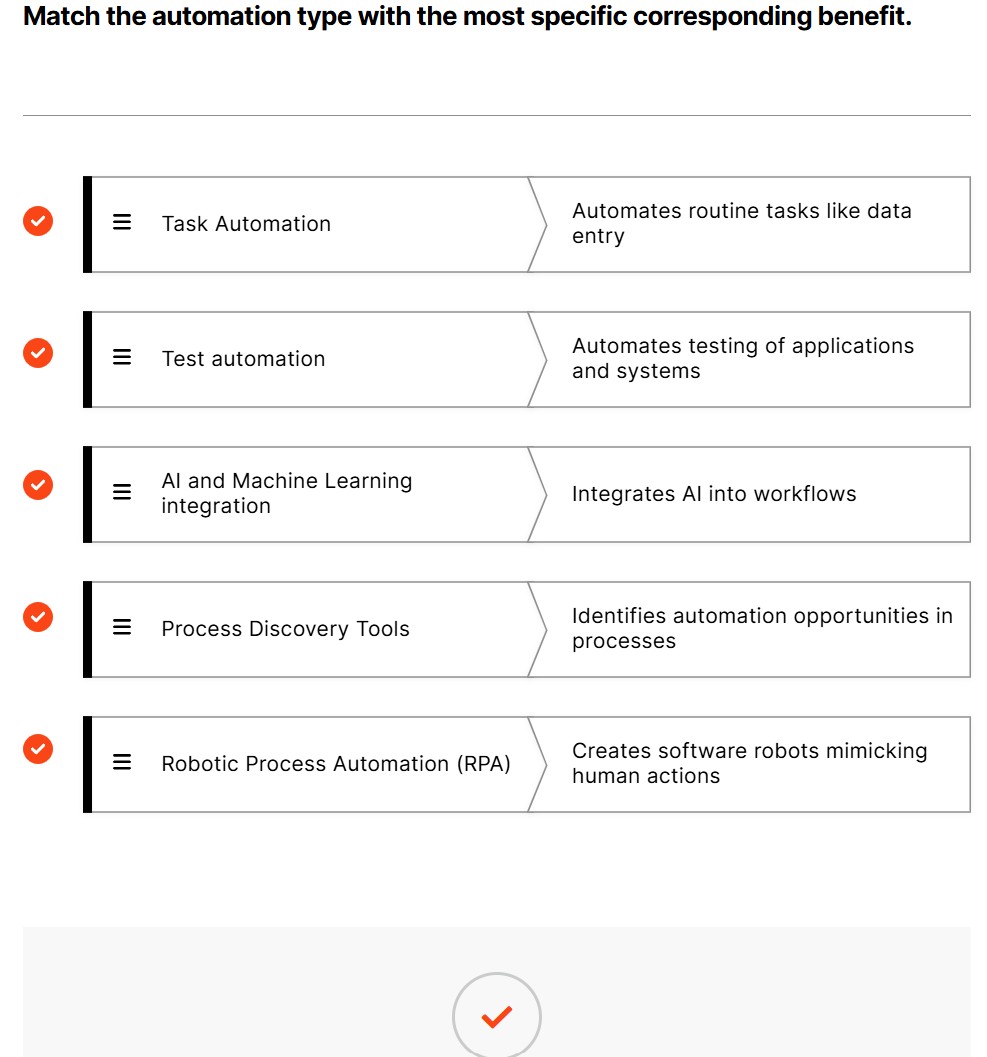 Match the automation type with the most specific corresponding benefit.
Task Automation
Automates routine tasks like data
entry
Test automation
Automates testing of applications
and systems
AI and Machine Learning
integration
Integrates AI into workflows
Process Discovery Tools
Identifies automation opportunities in
processes
Robotic Process Automation (RPA)
Creates software robots mimicking
human actions